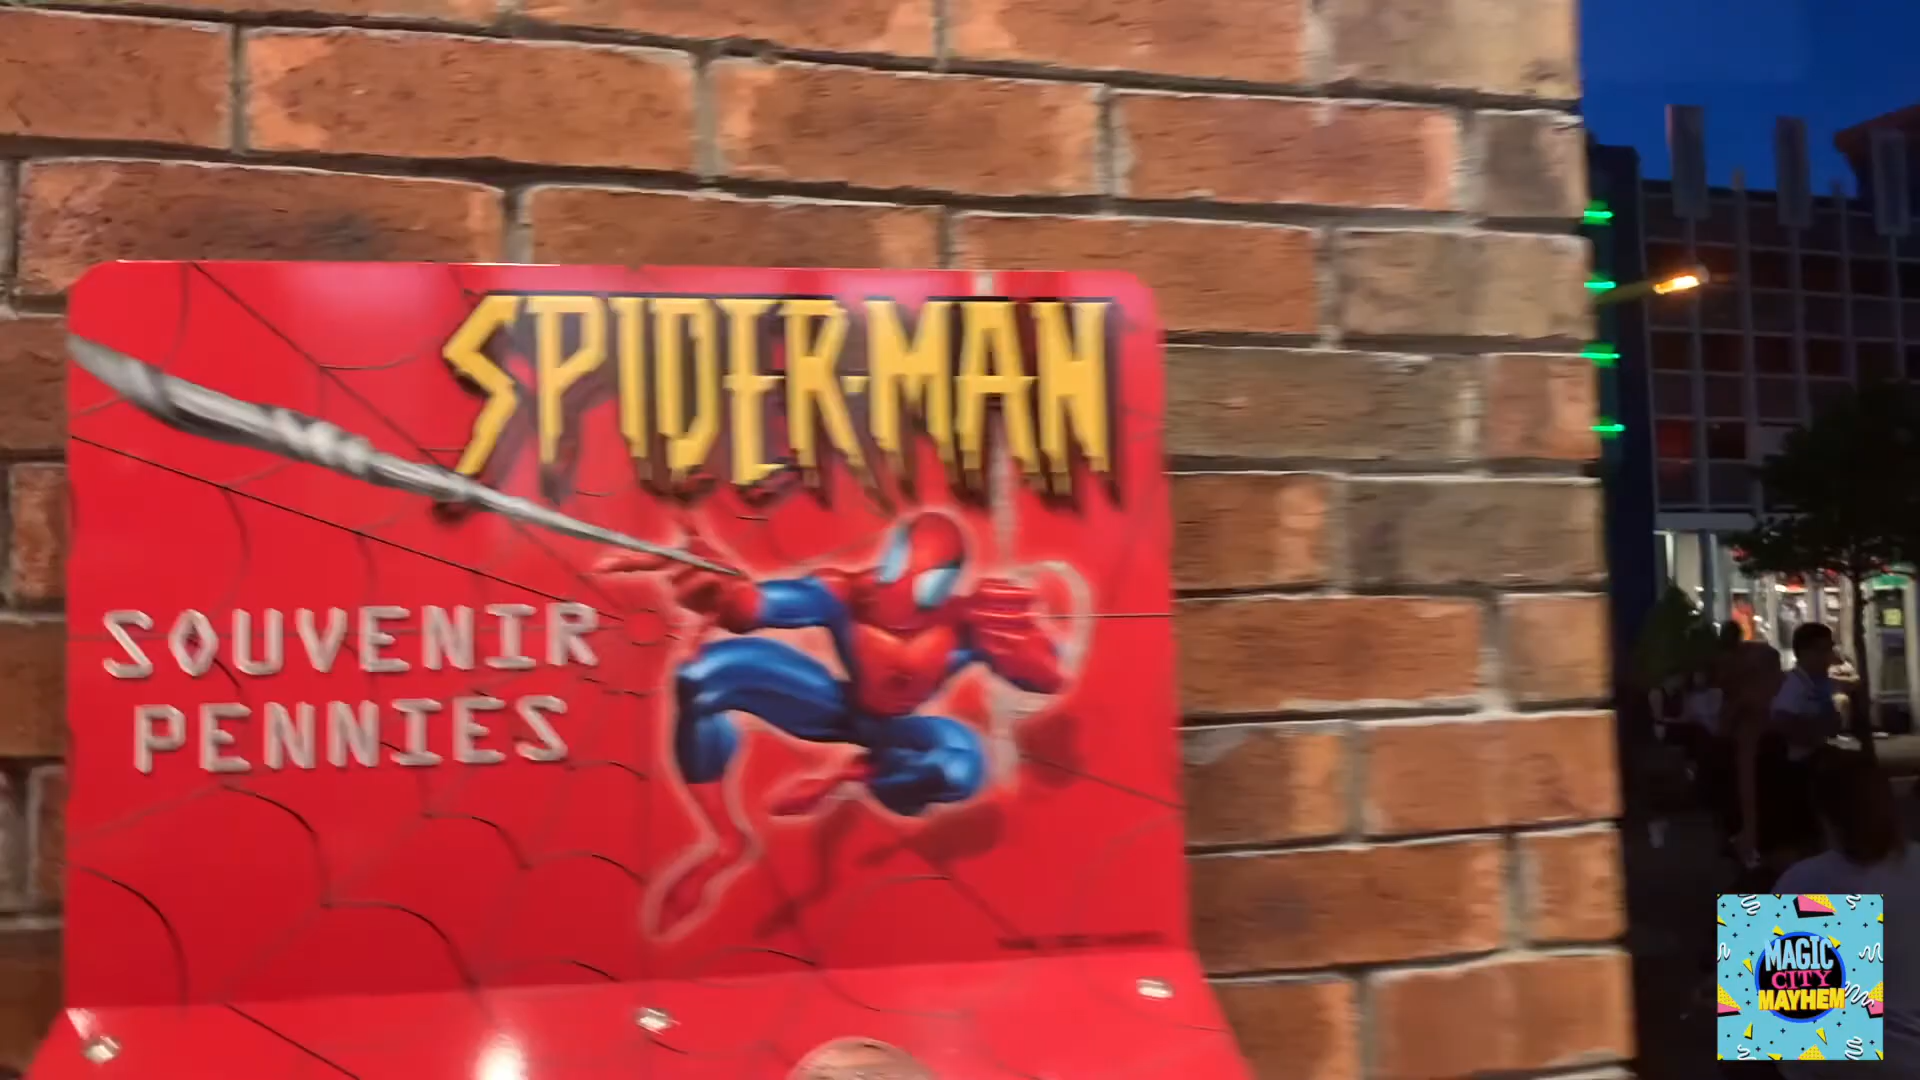 SPIDER-MAN
SOUVENIR
PENNIES
MAGIC
CITY
MAYHEM